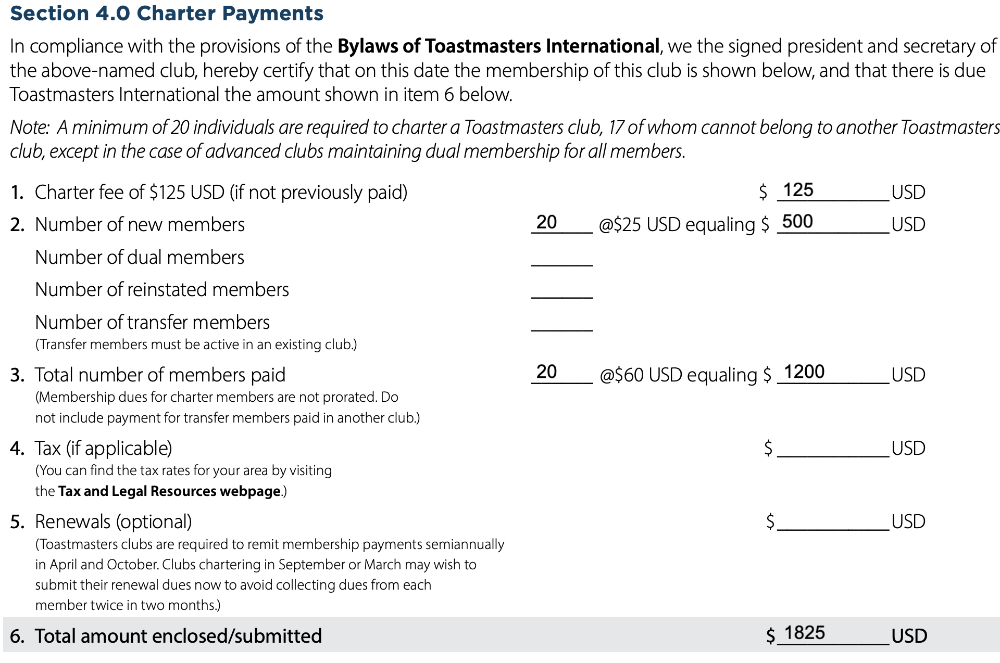 Section 4.0 Charter Payments
In compliance with the provisions of the Bylaws of Toastmasters International, we the signed president and secretary of
the above-named club, hereby certify that on this date the membership of this club is shown below, and that there is due
Toastmasters International the amount shown in item 6 below.
Note: A minimum of 20 individuals are required to charter a Toastmasters club, 17 of whom cannot belong to another Toastmasters
club, except in the case of advanced clubs maintaining dual membership for all members.
1. Charter fee of $125 USD (if not previously paid) $ 125 USD
2. Number of new members 20 @$25 USD equaling $ 500 USD
Number of dual members
Number of reinstated members
Number of transfer members
(Transfer members must be active in an existing club.)
3. Total number of members paid 20 @$60 USD equaling $ 1200 USD
(Membership dues for charter members are not prorated. Do
not include payment for transfer members paid in another club.)
4. Tax (if applicable) $ USD
(You can find the tax rates for your area by visiting
the Tax and Legal Resources webpage.)
5. Renewals (optional) $ USD
(Toastmasters clubs are required to remit membership payments semiannually
in April and October. Clubs chartering in September or March may wish to
submit their renewal dues now to avoid collecting dues from each
member twice in two months.)
6. Total amount enclosed/submitted $ 1825 USD